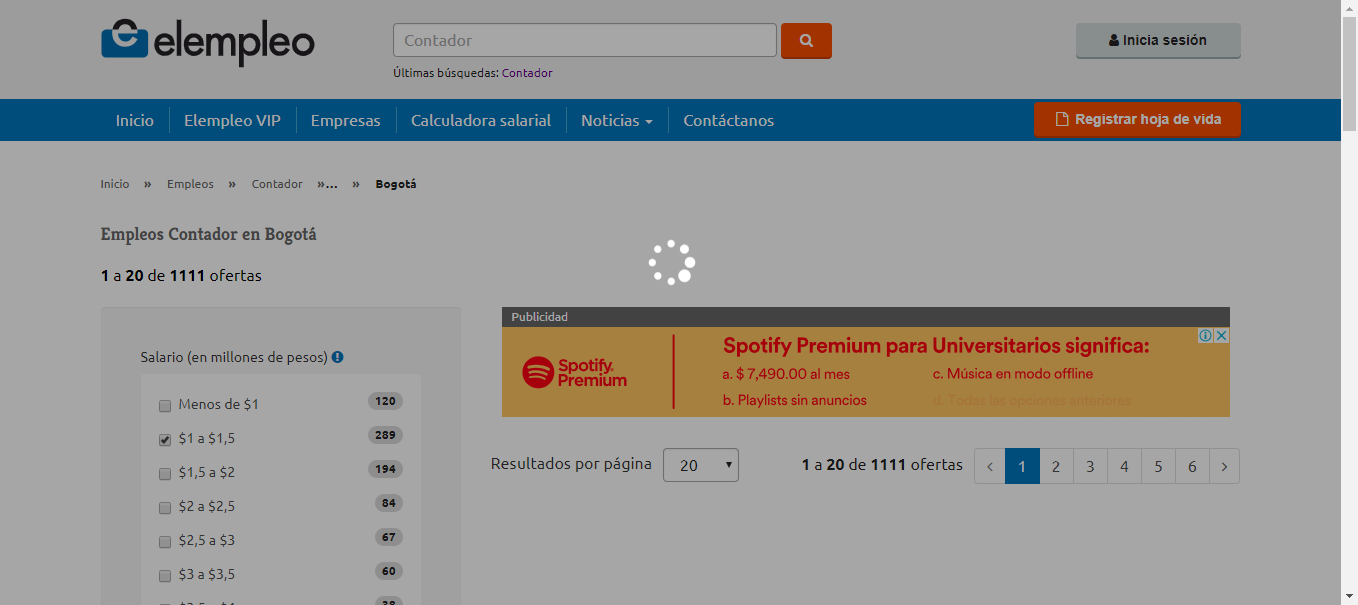 elempleo
Contador
Últimas búsquedas: Contador
Inicia sesión
Inicio Elempleo VIP Empresas Calculadora salarial Noticias Contáctanos
Registrar hoja de vida
Inicio » Empleos » Contador »... » Bogotá
Empleos Contador en Bogotá
1 a 20 de 1111 ofertas
Publicidad
Spotify Premium
Spotify Premium para Universitarios significa:
a. $ 7,490.00 al mes
c. Música en modo offline
b. Playlists sin anuncios
d. Todas las opciones anteriores
Salario (en millones de pesos)
Menos de $1 120
$1 a $1,5 289
$1,5 a $2 194
$2 a $2,5 84
$2,5 a $3 67
$3 a $3,5 60
Resultados por página 20
1 a 20 de 1111 ofertas
‹ 1 2 3 4 5 6 ›